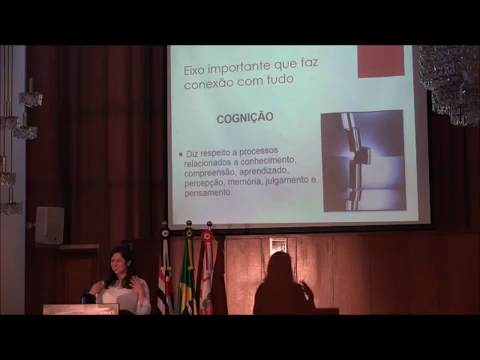 Eixo importante que faz
conexão com tudo
COGNIÇÃO
Diz respeito a processos
relacionados a conhecimento,
compreensão, aprendizado,
percepção, memória, julgamento e
pensamento.